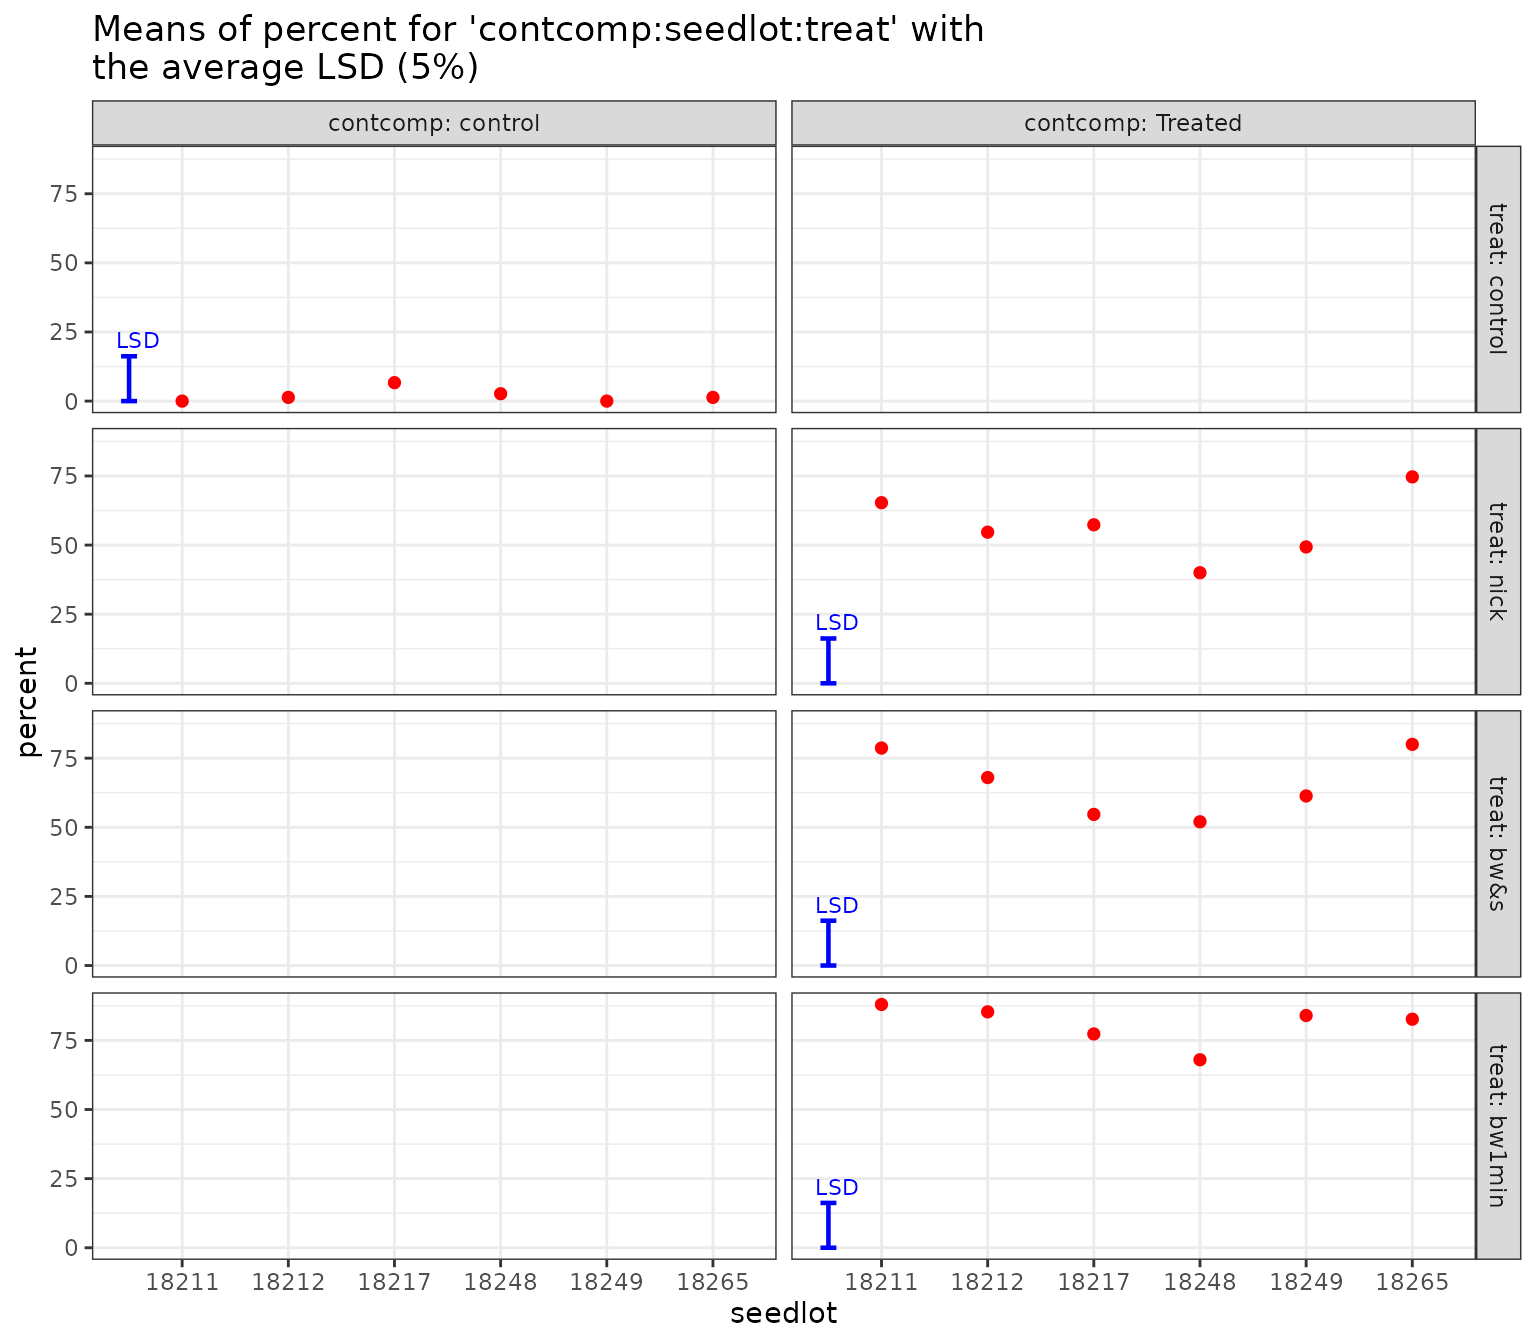 Means of percent for 'contcomp:seedlot:treat' with
the average LSD (5%)
contcomp: control
contcomp: Treated
75
50
25
0
LSD
treat: control
75
50
25
0
LSD
treat: nick
percent
75
50
25
0
LSD
treat: bw&s
75
50
25
0
LSD
treat: bw1min
18211 18212 18217 18248 18249 18265
18211 18212 18217 18248 18249 18265
seedlot